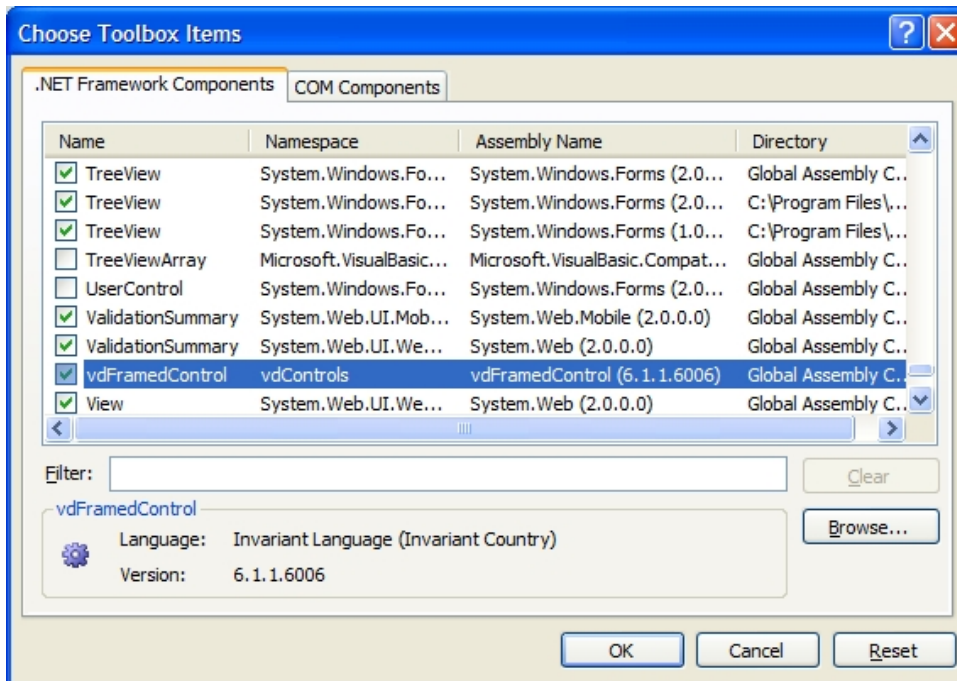 Choose Toolbox Items
.NET Framework Components COM Components
Name Namespace Assembly Name Directory
TreeView System.Windows.Fo... System.Windows.Forms (2.0... Global Assembly C..
TreeView System.Windows.Fo... System.Windows.Forms (2.0... C:\Program Files\...
TreeView System.Windows.Fo... System.Windows.Forms (1.0... C:\Program Files\...
TreeViewArray Microsoft.VisualBasic... Microsoft.VisualBasic.Compat... Global Assembly C..
UserControl System.Windows.Fo... System.Windows.Forms (2.0... Global Assembly C..
ValidationSummary System.Web.UI.Mob... System.Web.Mobile (2.0.0.0) Global Assembly C..
ValidationSummary System.Web.UI.We... System.Web (2.0.0.0) Global Assembly C..
vdFramedControl vdControls vdFramedControl (6.1.1.6006) Global Assembly C..
View System.Web.UI.We... System.Web (2.0.0.0) Global Assembly C..
Filter: Clear
vdFramedControl
Browse...
Language: Invariant Language (Invariant Country)
Version: 6.1.1.6006
OK Cancel Reset